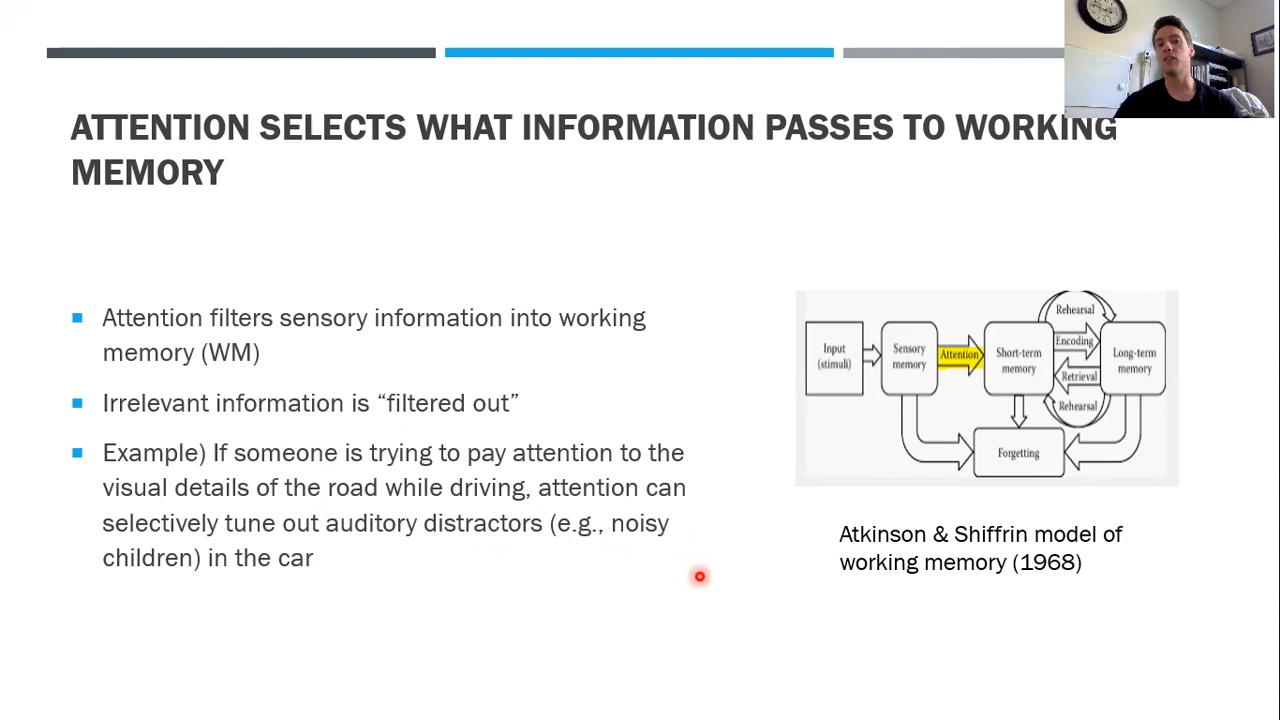 ATTENTION SELECTS WHAT INFORMATION PASSES TO WORKING
MEMORY
Attention filters sensory information into working
memory (WM)
Irrelevant information is “filtered out”
Example) If someone is trying to pay attention to the
visual details of the road while driving, attention can
selectively tune out auditory distractors (e.g., noisy
children) in the car
Input
(stimuli)
Sensory
memory
Attention
Short-term
memory
Rehearsal
Encoding
Retrieval
Rehearsal
Long-term
memory
Forgetting
Atkinson & Shiffrin model of
working memory (1968)